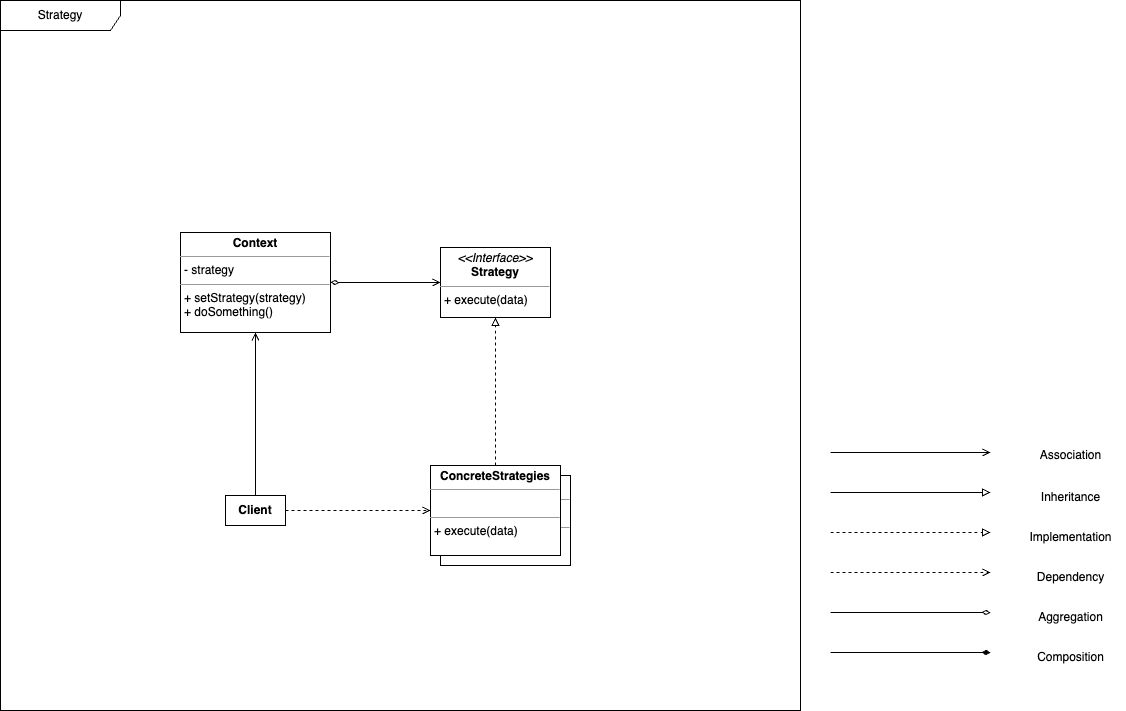 Strategy
Context
- strategy
+ setStrategy(strategy)
+ doSomething()
<<Interface>>
Strategy
+ execute(data)
Client
ConcreteStrategies
+ execute(data)
Association
Inheritance
Implementation
Dependency
Aggregation
Composition